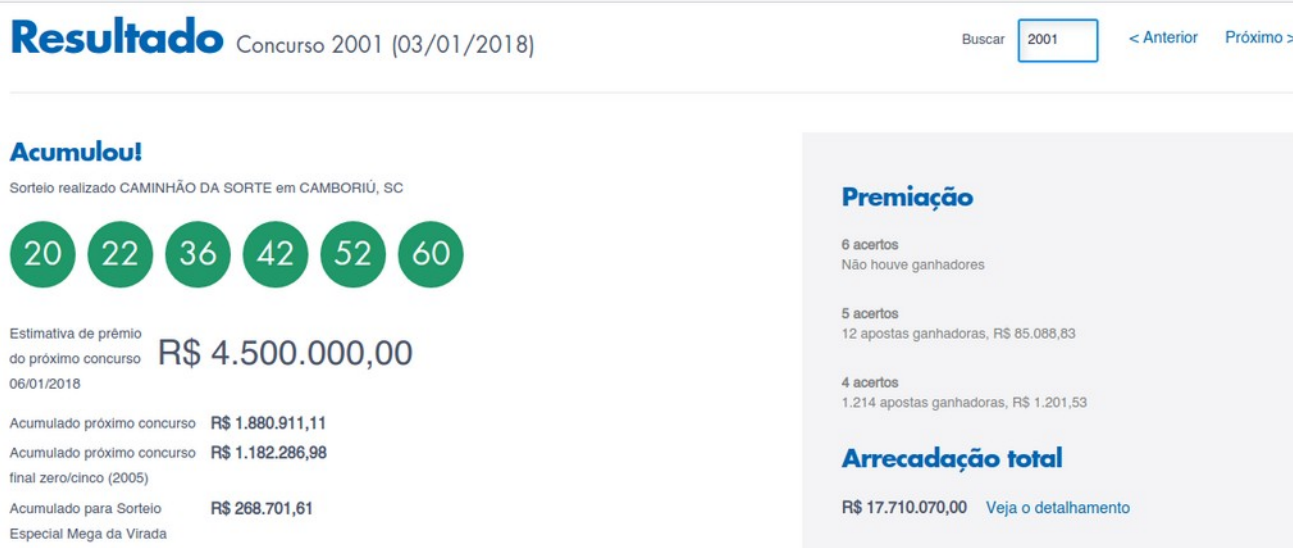 Resultado Concurso 2001 (03/01/2018)
Buscar 2001 < Anterior Próximo >
Acumulou!
Sorteio realizado CAMINHÃO DA SORTE em CAMBORIÚ, SC
20 22 36 42 52 60
Estimativa de prêmio
do próximo concurso
06/01/2018
R$ 4.500.000,00
Acumulado próximo concurso R$ 1.880.911,11
Acumulado próximo concurso R$ 1.182.286,98
final zero/cinco (2005)
Acumulado para Sorteio R$ 268.701,61
Especial Mega da Virada
Premiação
6 acertos
Não houve ganhadores
5 acertos
12 apostas ganhadoras, R$ 85.088,83
4 acertos
1.214 apostas ganhadoras, R$ 1.201,53
Arrecadação total
R$ 17.710.070,00 Veja o detalhamento